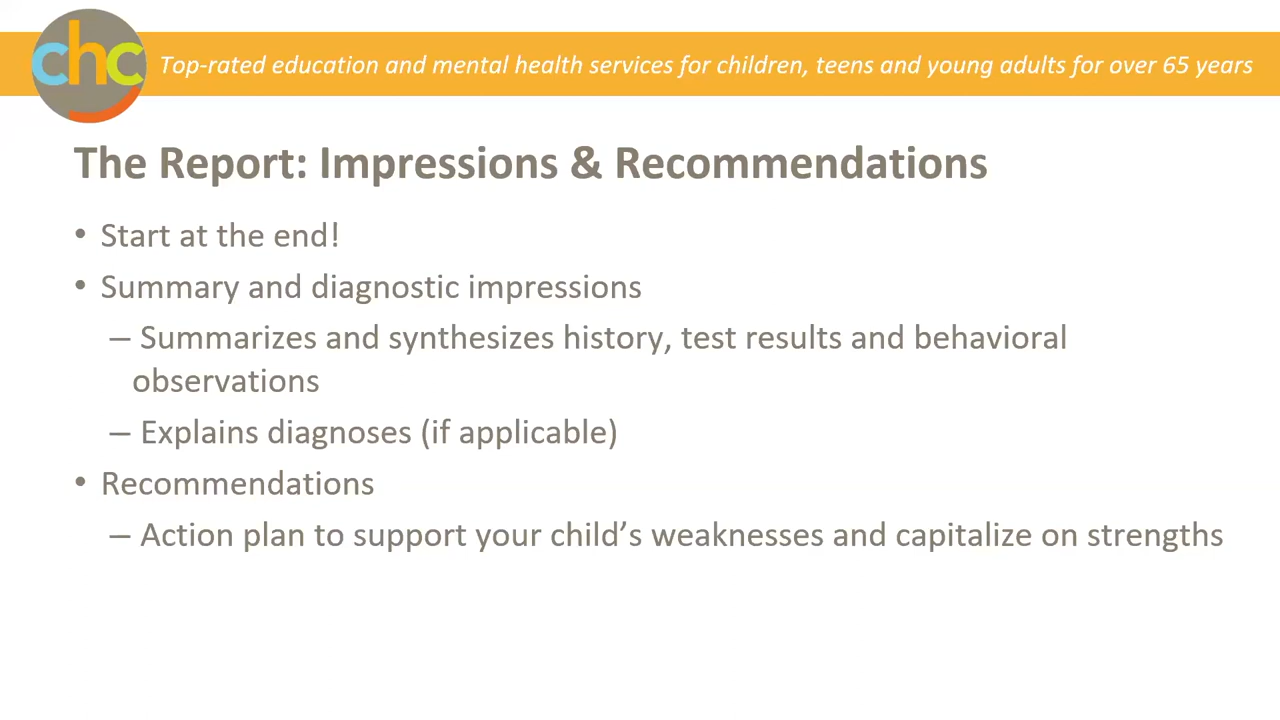 chc
Top-rated education and mental health services for children, teens and young adults for over 65 years
The Report: Impressions & Recommendations
• Start at the end!
• Summary and diagnostic impressions
– Summarizes and synthesizes history, test results and behavioral
observations
– Explains diagnoses (if applicable)
• Recommendations
– Action plan to support your child’s weaknesses and capitalize on strengths